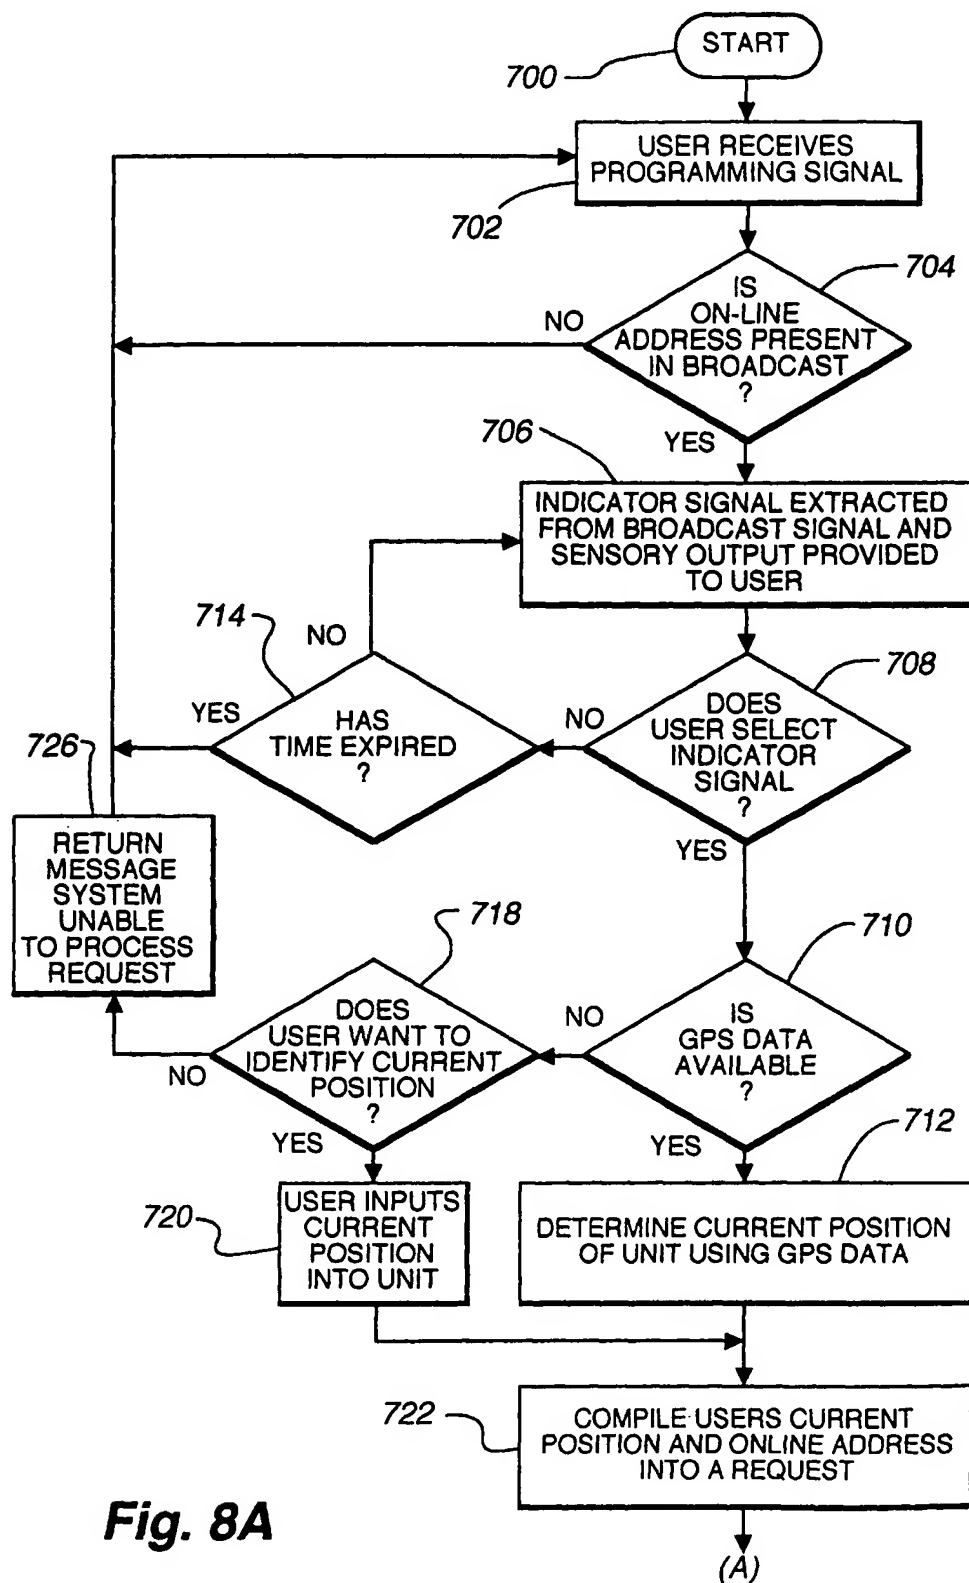 START
700
USER RECEIVES
PROGRAMMING SIGNAL
702
704
IS
ON-LINE
ADDRESS PRESENT
IN BROADCAST
?
NO
YES
706
INDICATOR SIGNAL EXTRACTED
FROM BROADCAST SIGNAL AND
SENSORY OUTPUT PROVIDED
TO USER
714
NO
708
YES
HAS
TIME EXPIRED
?
NO
DOES
USER SELECT
INDICATOR
SIGNAL
?
YES
726
RETURN
MESSAGE
SYSTEM
UNABLE
TO PROCESS
REQUEST
718
710
DOES
USER WANT TO
IDENTIFY CURRENT
POSITION
?
NO
NO
YES
IS
GPS DATA
AVAILABLE
?
YES
712
720
USER INPUTS
CURRENT
POSITION
INTO UNIT
DETERMINE CURRENT POSITION
OF UNIT USING GPS DATA
722
COMPILE USERS CURRENT
POSITION AND ONLINE ADDRESS
INTO A REQUEST
Fig. 8A
(A)